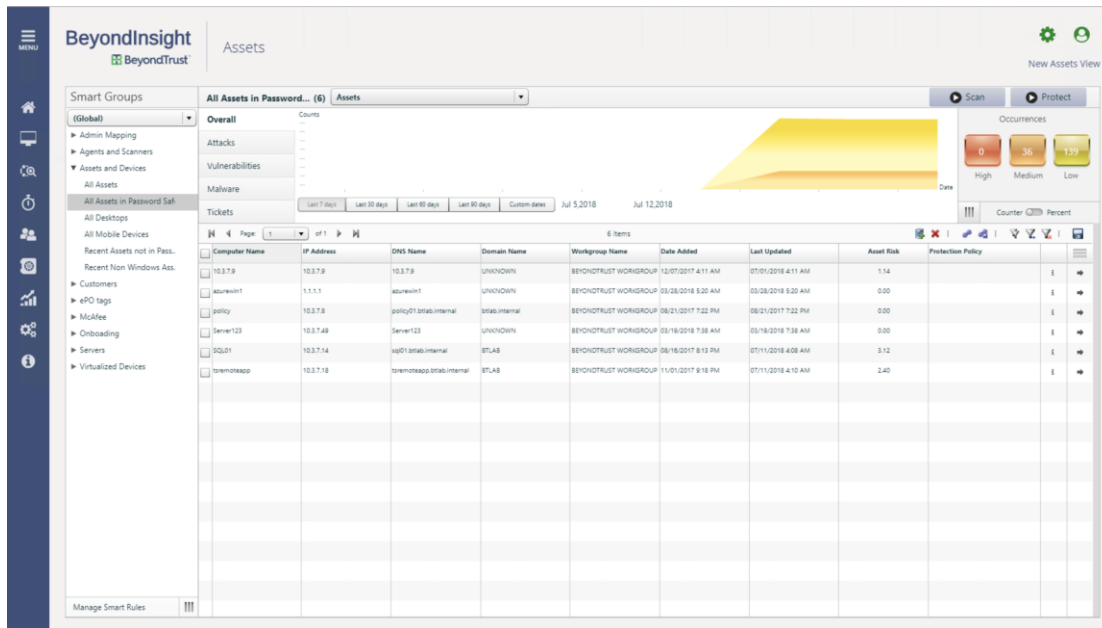 MENU
BeyondInsight
BeyondTrust
Assets
New Assets View
Smart Groups
(Global)
Admin Mapping
Agents and Scanners
Assets and Devices
All Assets
All Assets in Password Saf
All Desktops
All Mobile Devices
Recent Assets not in Pass..
Recent Non Windows Ass.
Customers
ePO tags
McAfee
Onboading
Servers
Virtualized Devices
Manage Smart Rules
All Assets in Password... (6) Assets
Scan Protect
Overall
Attacks
Vulnerabilities
Malware
Tickets
Counts
Date
Last 7 days Last 30 days Last 60 days Last 90 days Custom dates Jul 5,2018 Jul 12,2018
Occurrences
0 36 139
High Medium Low
Counter Percent
Page: 1 of 1 6 items
Computer Name IP Address DNS Name Domain Name Workgroup Name Date Added Last Updated Asset Risk Protection Policy
10.3.7.9 10.3.7.9 10.3.7.9 UNKNOWN BEYONDTRUST WORKGROUP 12/07/2017 4:11 AM 07/01/2018 4:11 AM 1.14
azurewin1 1.1.1.1 azurewin1 UNKNOWN BEYONDTRUST WORKGROUP 03/28/2018 5:20 AM 03/28/2018 5:20 AM 0.00
policy 10.3.7.8 policy01.btlab.internal btlab.internal BEYONDTRUST WORKGROUP 08/21/2017 7:22 PM 08/21/2017 7:22 PM 0.00
Server123 10.3.7.49 Server123 UNKNOWN BEYONDTRUST WORKGROUP 03/19/2018 7:38 AM 03/19/2018 7:38 AM 0.00
SQL01 10.3.7.14 sql01.btlab.internal BTLAB BEYONDTRUST WORKGROUP 08/16/2017 8:13 PM 07/11/2018 4:08 AM 3.12
tsremoteapp 10.3.7.18 tsremoteapp.btlab.internal BTLAB BEYONDTRUST WORKGROUP 11/01/2017 9:18 PM 07/11/2018 4:10 AM 2.40